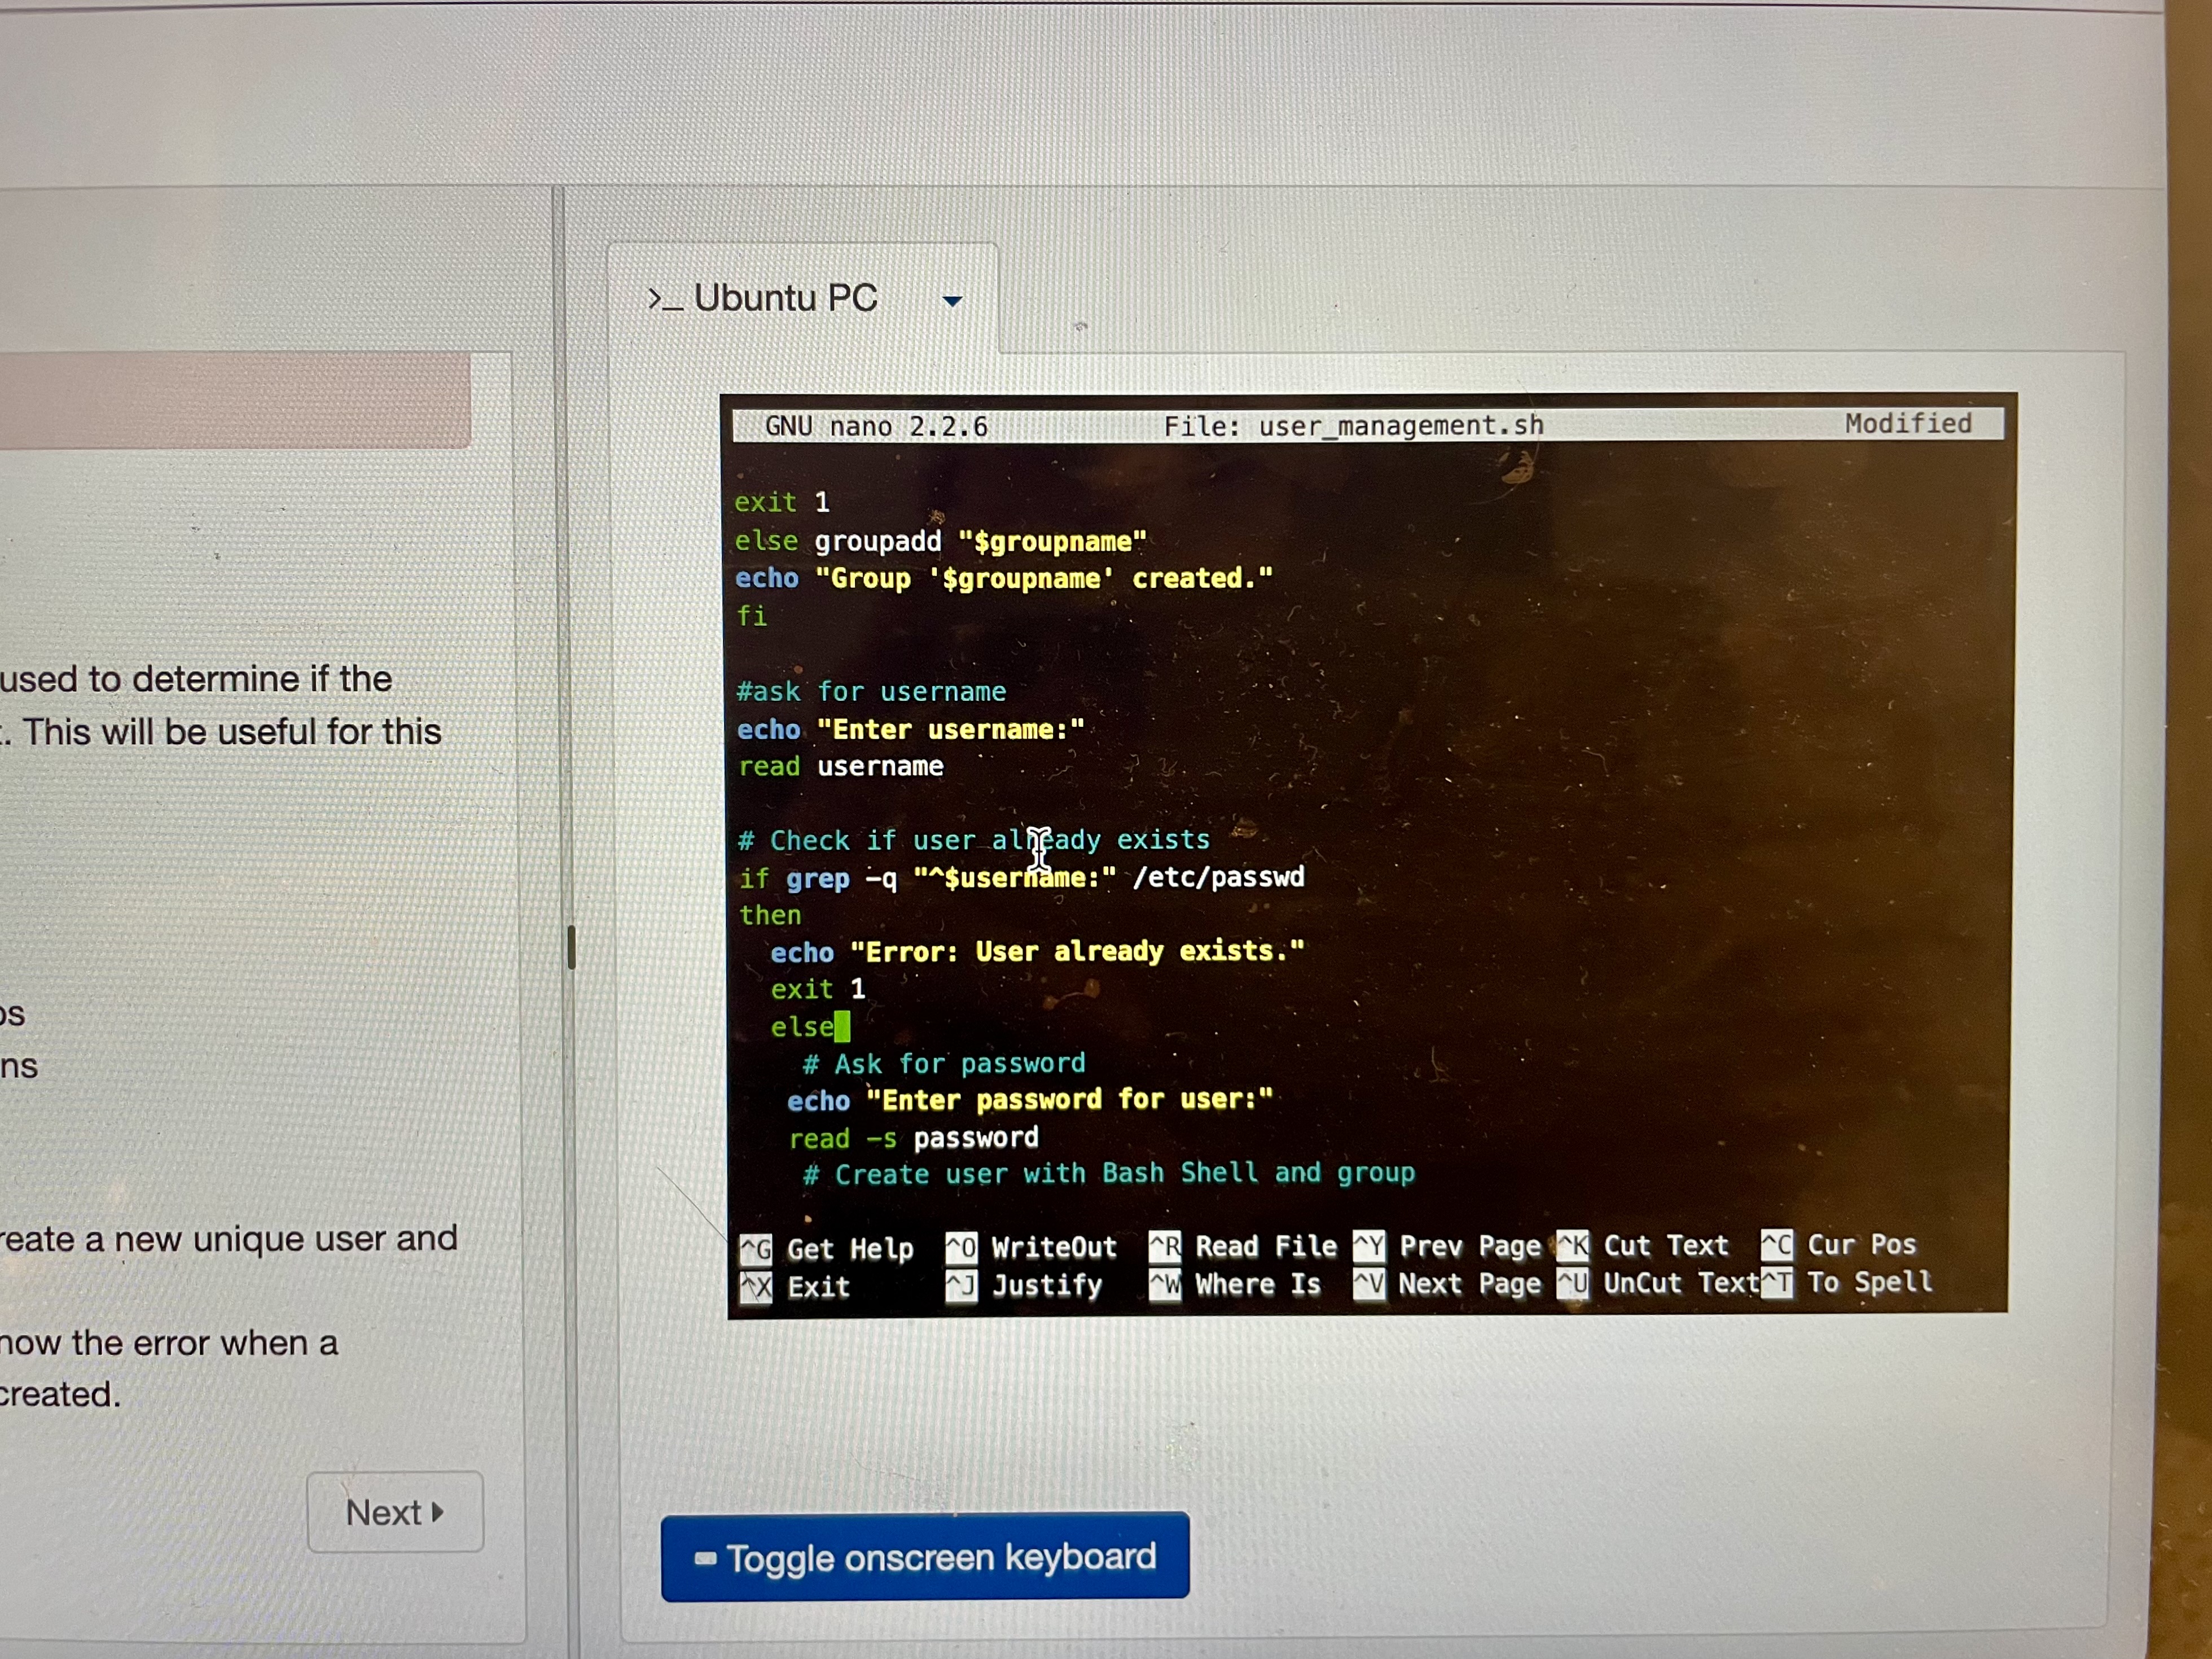 >_ Ubuntu PC
used to determine if the
. This will be useful for this
os
ns
reate a new unique user and
how the error when a
created.
Next
GNU nano 2.2.6 File: user_management.sh Modified
exit 1
else groupadd "$groupname"
echo "Group '$groupname' created."
fi
#ask for username
echo "Enter username:"
read username
# Check if user already exists
if grep -q "^$username:" /etc/passwd
then
echo "Error: User already exists."
exit 1
else
# Ask for password
echo "Enter password for user:"
read -s password
# Create user with Bash Shell and group
^G Get Help ^O WriteOut ^R Read File ^Y Prev Page ^K Cut Text ^C Cur Pos
^X Exit ^J Justify ^W Where Is ^V Next Page ^U UnCut Text ^T To Spell
Toggle onscreen keyboard